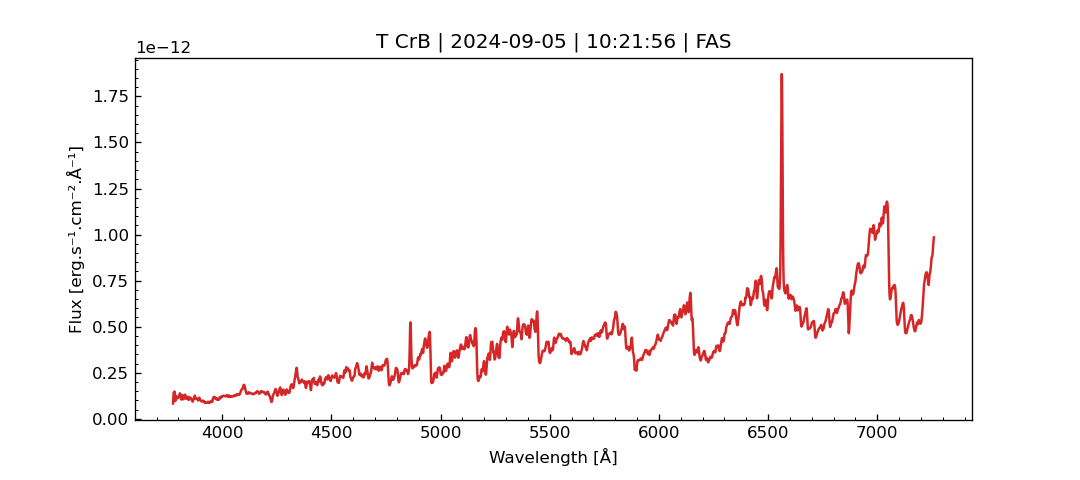 T CrB | 2024-09-05 | 10:21:56 | FAS
1e−12
1.75
1.50
1.25
1.00
0.75
0.50
0.25
0.00
Flux [erg.s⁻¹.cm⁻².Å⁻¹]
4000 4500 5000 5500 6000 6500 7000
Wavelength [Å]